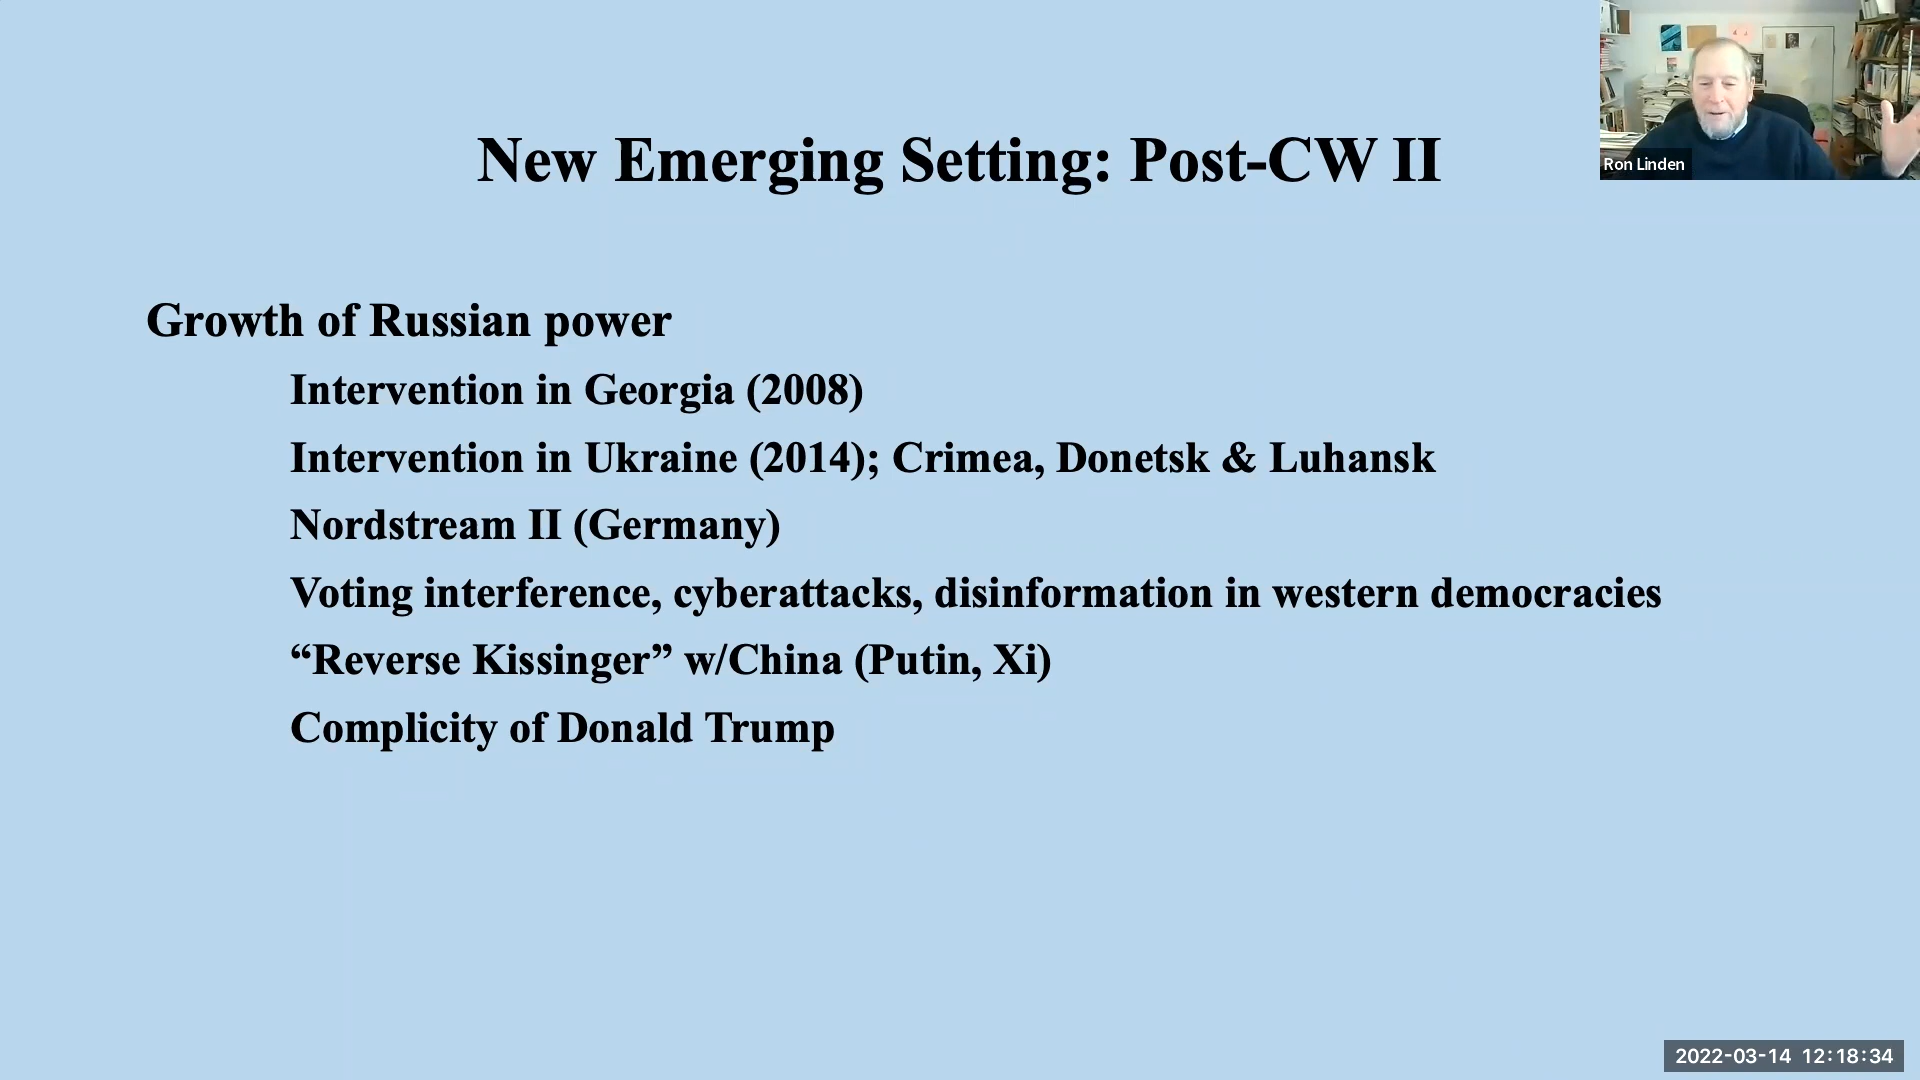 New Emerging Setting: Post-CW II
Ron Linden
Growth of Russian power
Intervention in Georgia (2008)
Intervention in Ukraine (2014); Crimea, Donetsk & Luhansk
Nordstream II (Germany)
Voting interference, cyberattacks, disinformation in western democracies
“Reverse Kissinger” w/China (Putin, Xi)
Complicity of Donald Trump
2022-03-14 12:18:34